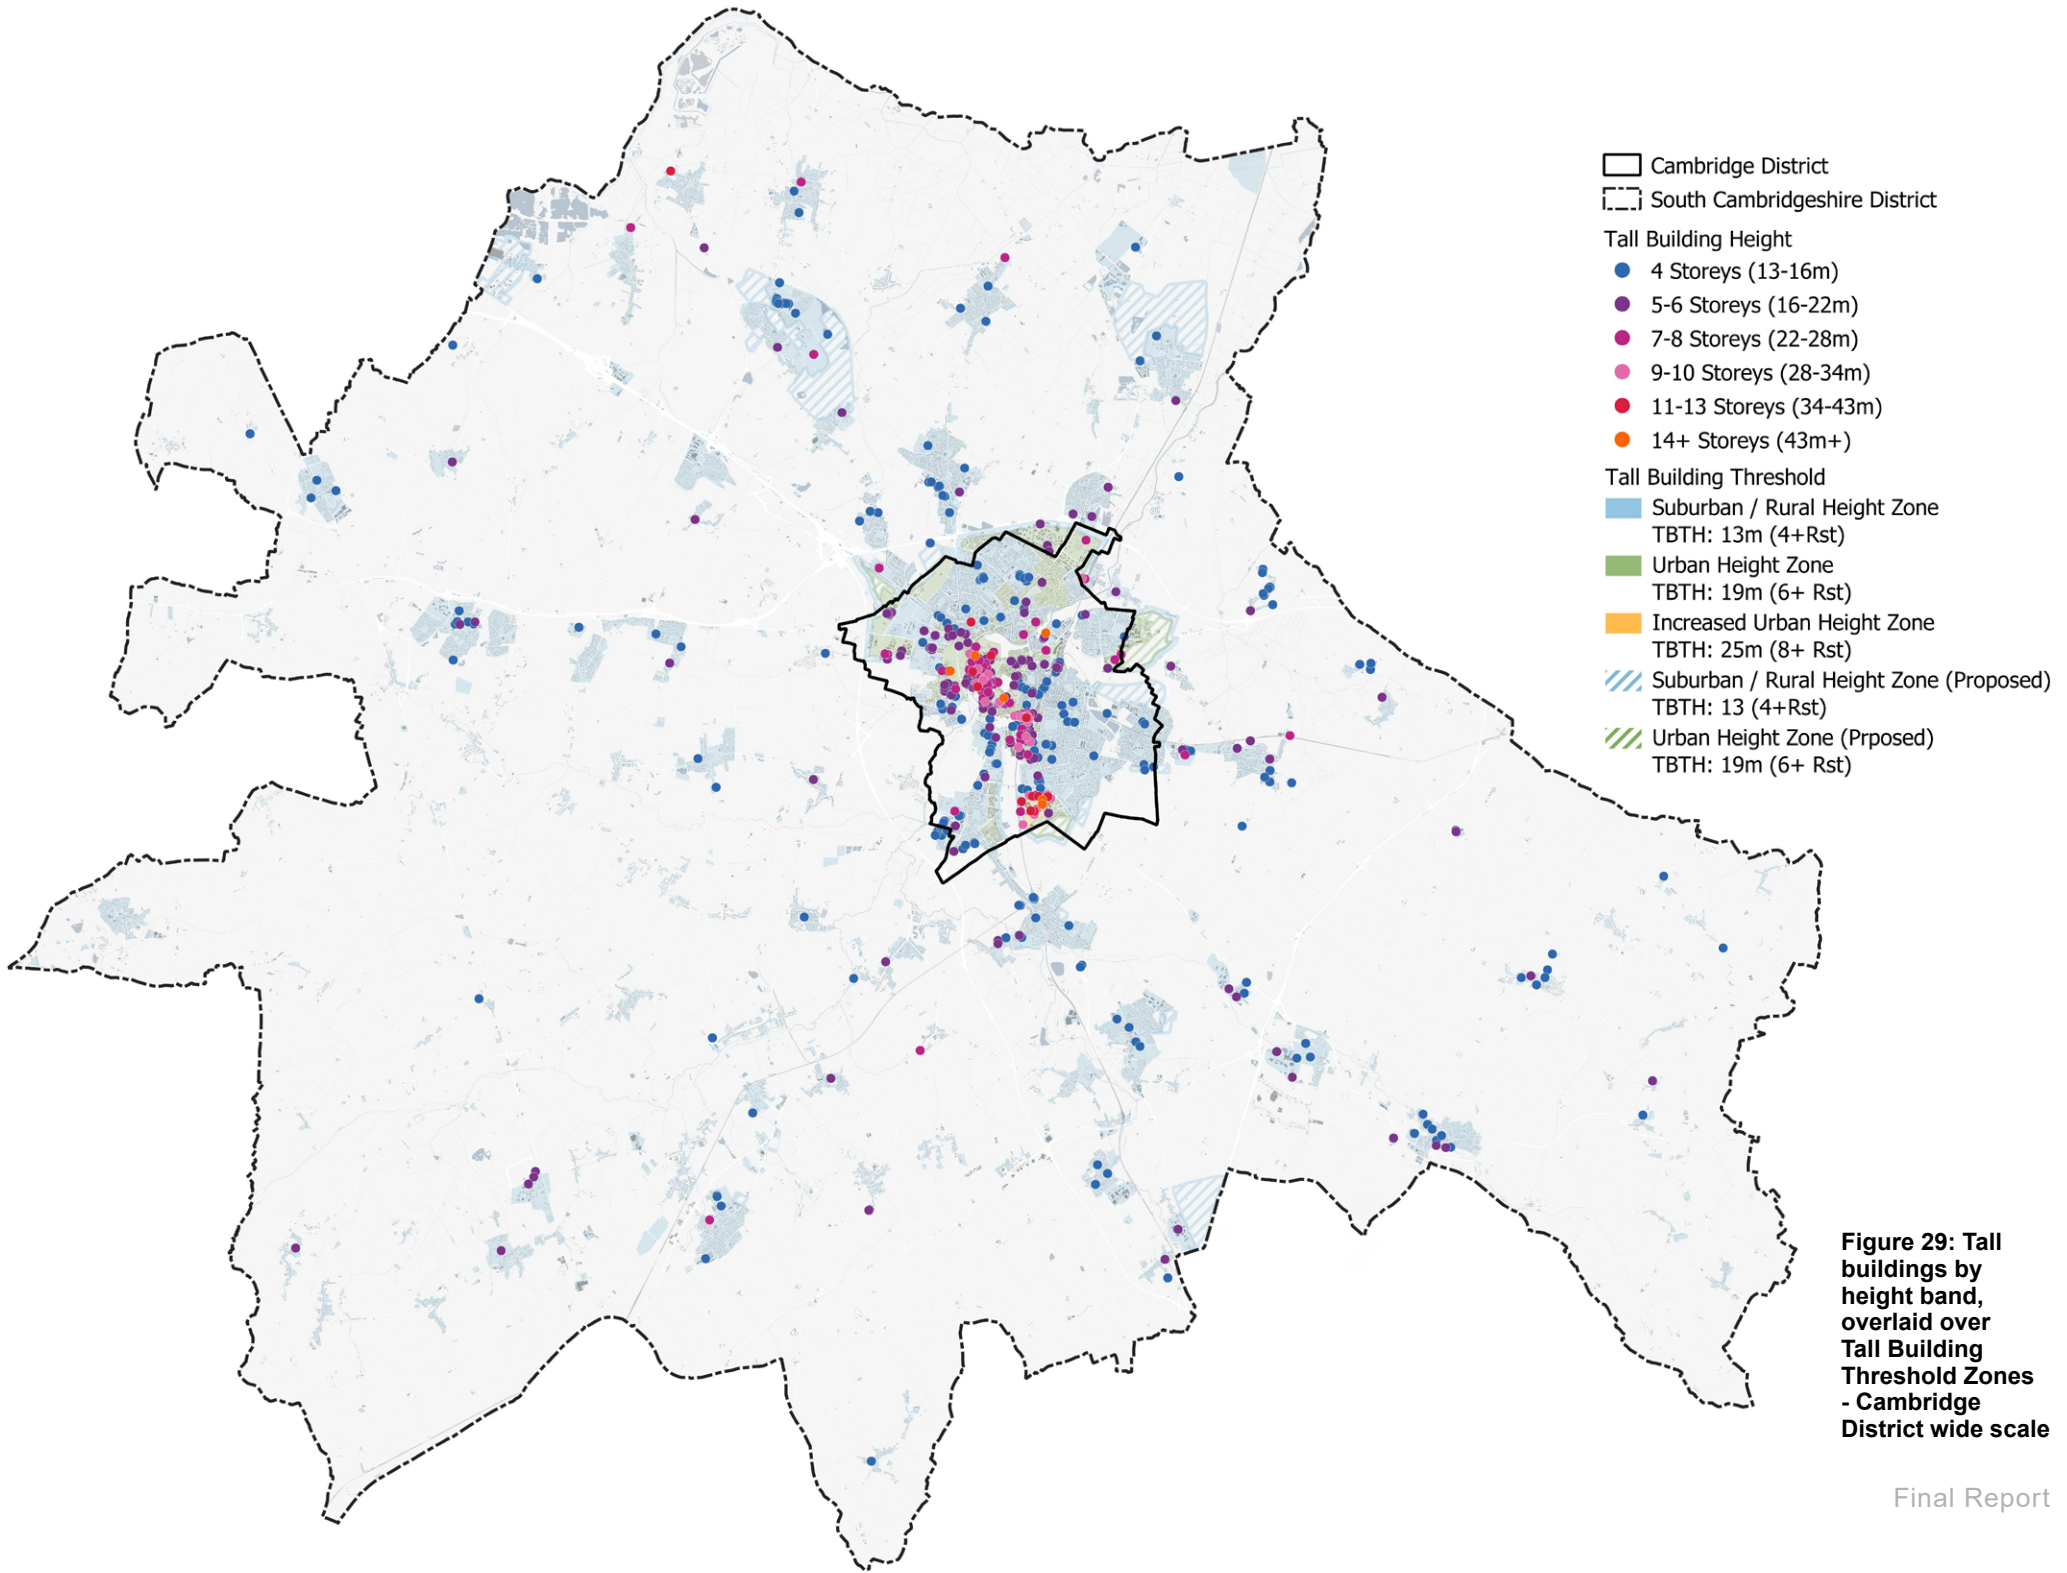 Cambridge District
South Cambridgeshire District
Tall Building Height
4 Storeys (13-16m)
5-6 Storeys (16-22m)
7-8 Storeys (22-28m)
9-10 Storeys (28-34m)
11-13 Storeys (34-43m)
14+ Storeys (43m+)
Tall Building Threshold
Suburban / Rural Height Zone
TBTH: 13m (4+Rst)
Urban Height Zone
TBTH: 19m (6+ Rst)
Increased Urban Height Zone
TBTH: 25m (8+ Rst)
Suburban / Rural Height Zone (Proposed)
TBTH: 13 (4+Rst)
Urban Height Zone (Prposed)
TBTH: 19m (6+ Rst)
Figure 29: Tall
buildings by
height band,
overlaid over
Tall Building
Threshold Zones
- Cambridge
District wide scale
Final Report